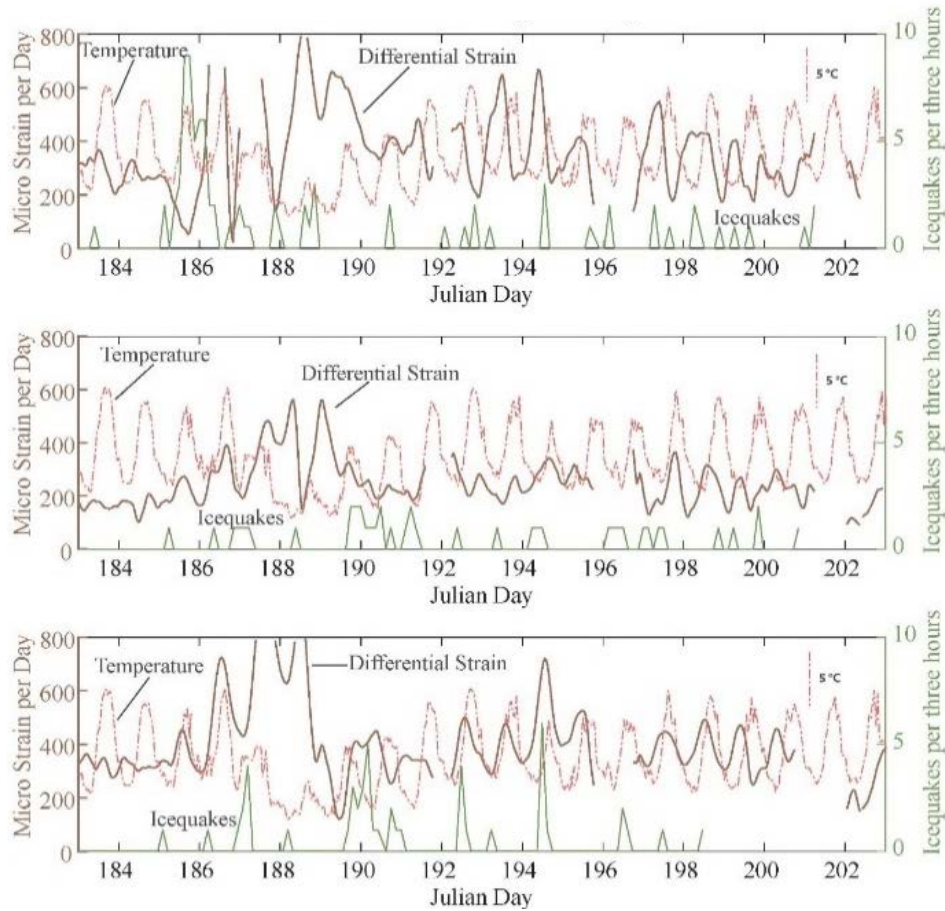 Micro Strain per Day
800
600
400
200
0
Temperature
Differential Strain
Icequakes
5 °C
10
5
0
Icequakes per three hours
184 186 188 190 192 194 196 198 200 202
Julian Day
Micro Strain per Day
800
600
400
200
0
Temperature
Differential Strain
Icequakes
5 °C
10
5
0
Icequakes per three hours
184 186 188 190 192 194 196 198 200 202
Julian Day
Micro Strain per Day
800
600
400
200
0
Temperature
Differential Strain
Icequakes
5 °C
10
5
0
Icequakes per three hours
184 186 188 190 192 194 196 198 200 202
Julian Day